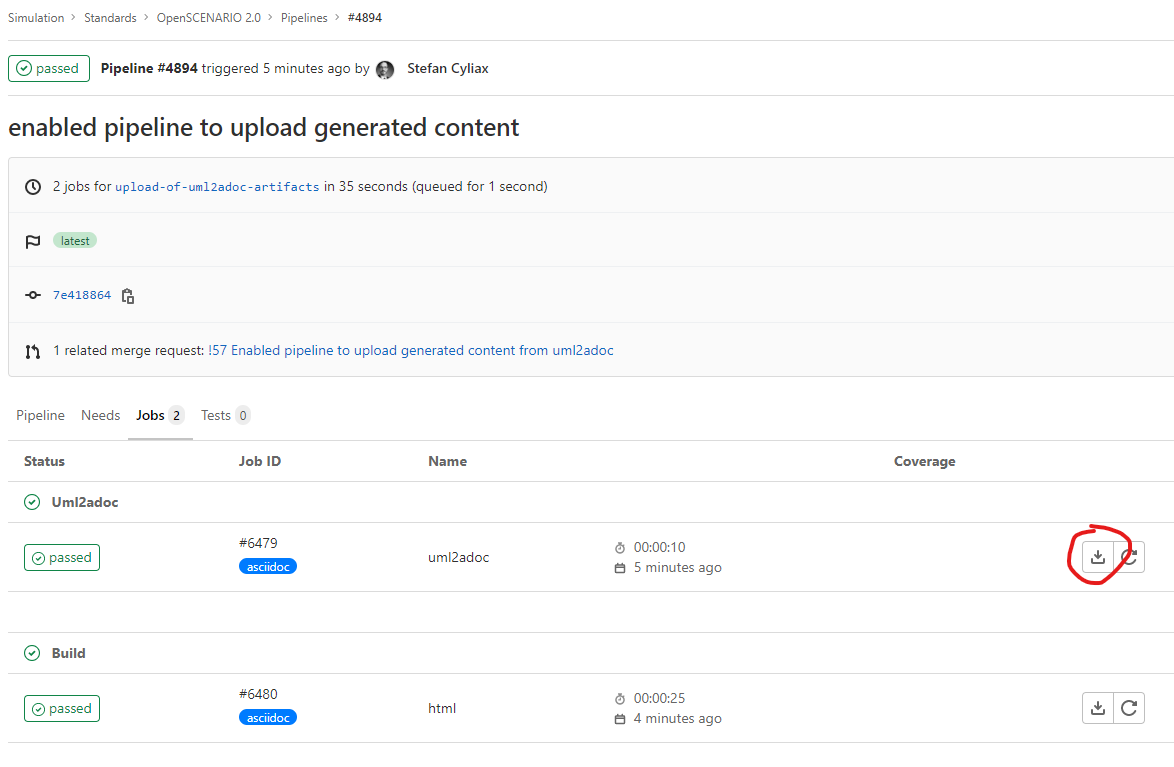 Simulation > Standards > OpenSCENARIO 2.0 > Pipelines > #4894
passed Pipeline #4894 triggered 5 minutes ago by Stefan Cyliax
enabled pipeline to upload generated content
2 jobs for upload-of-uml2adoc-artifacts in 35 seconds (queued for 1 second)
latest
7e418864
1 related merge request: !57 Enabled pipeline to upload generated content from uml2adoc
Pipeline Needs Jobs 2 Tests 0
Status Job ID Name Coverage
Uml2adoc
passed #6479 asciidoc uml2adoc 00:00:10 5 minutes ago
Build
passed #6480 asciidoc html 00:00:25 4 minutes ago